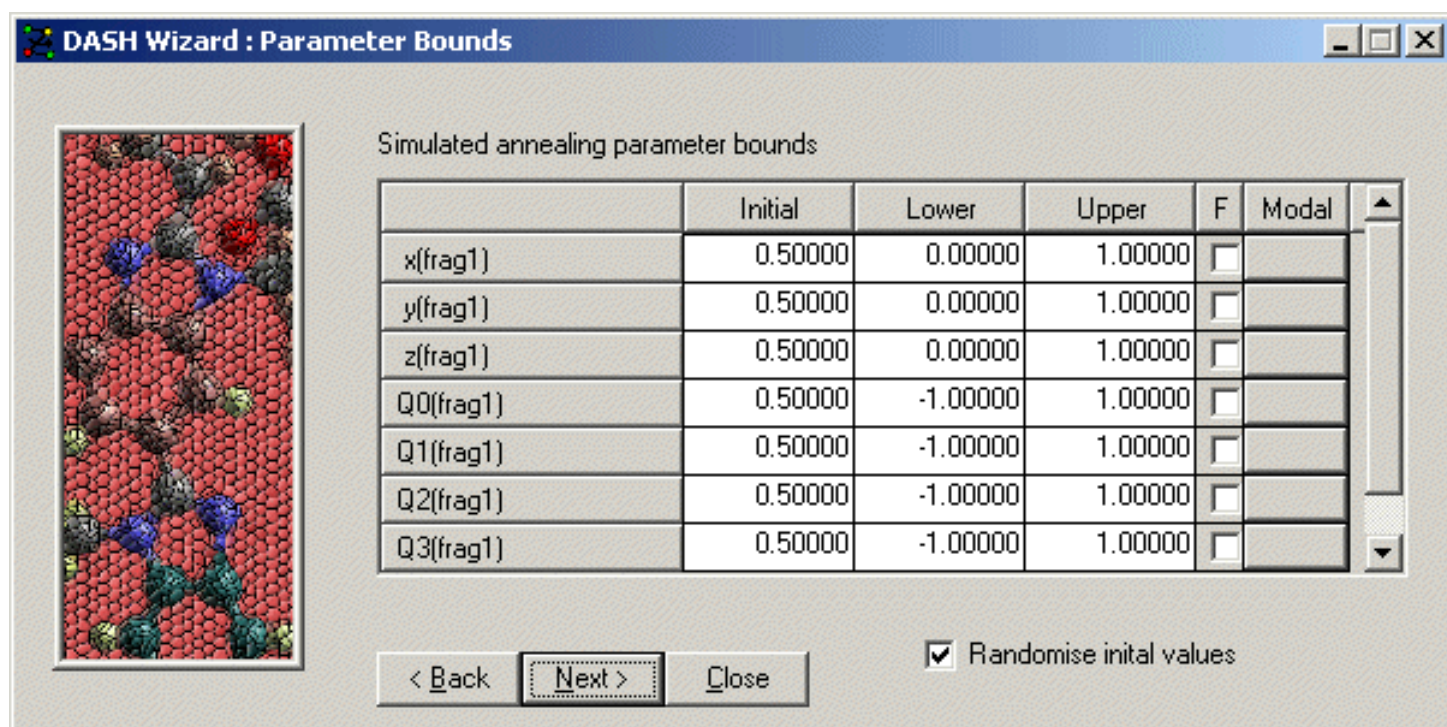 DASH Wizard : Parameter Bounds
Simulated annealing parameter bounds
Initial Lower Upper F Modal
x(frag1) 0.50000 0.00000 1.00000
y(frag1) 0.50000 0.00000 1.00000
z(frag1) 0.50000 0.00000 1.00000
Q0(frag1) 0.50000 -1.00000 1.00000
Q1(frag1) 0.50000 -1.00000 1.00000
Q2(frag1) 0.50000 -1.00000 1.00000
Q3(frag1) 0.50000 -1.00000 1.00000
Randomise inital values
< Back Next > Close